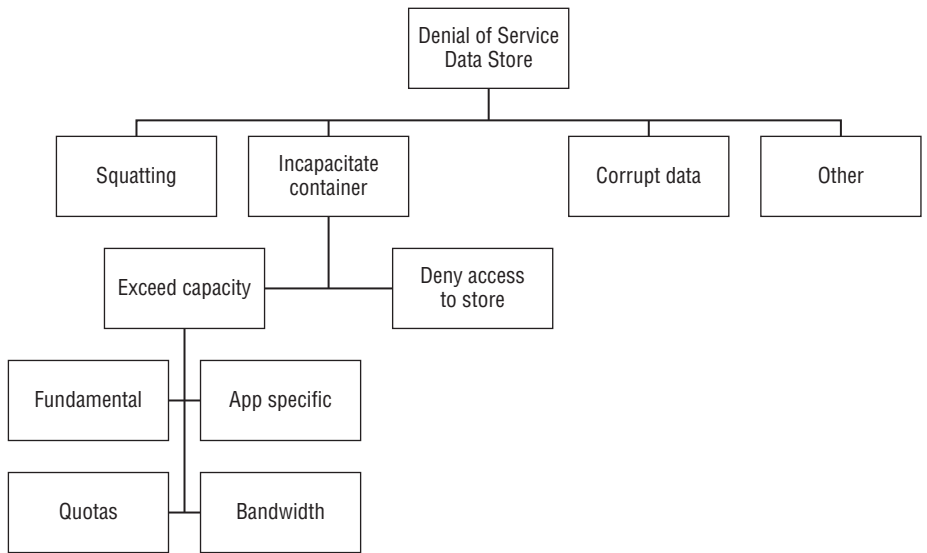 Denial of Service
Data Store
Squatting
Incapacitate
container
Corrupt data
Other
Exceed capacity
Deny access
to store
Fundamental
App specific
Quotas
Bandwidth